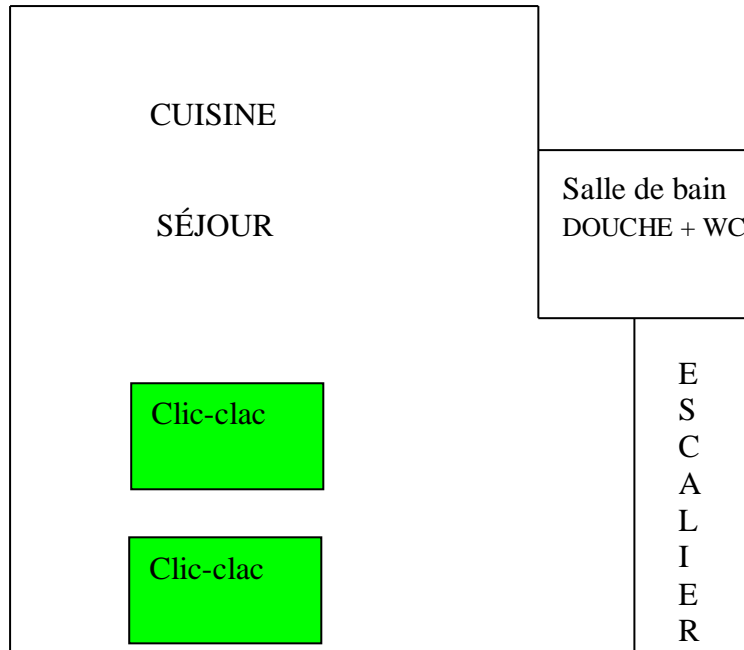 CUISINE
SÉJOUR
Salle de bain
DOUCHE + WC
Clic-clac
Clic-clac
E
S
C
A
L
I
E
R